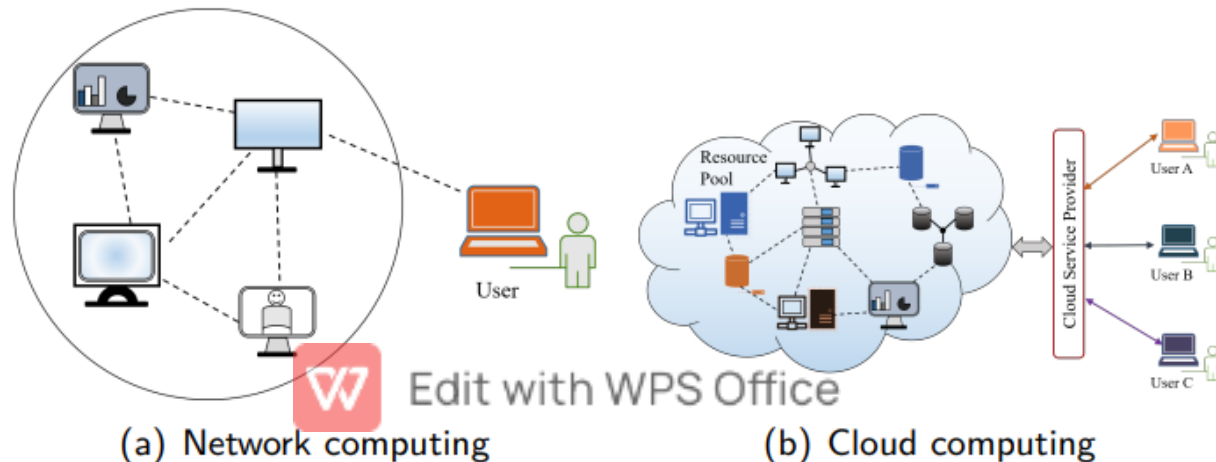 User
(a) Network computing
Resource
Pool
Cloud Service Provider
User A
User B
User C
Edit with WPS Office
(b) Cloud computing